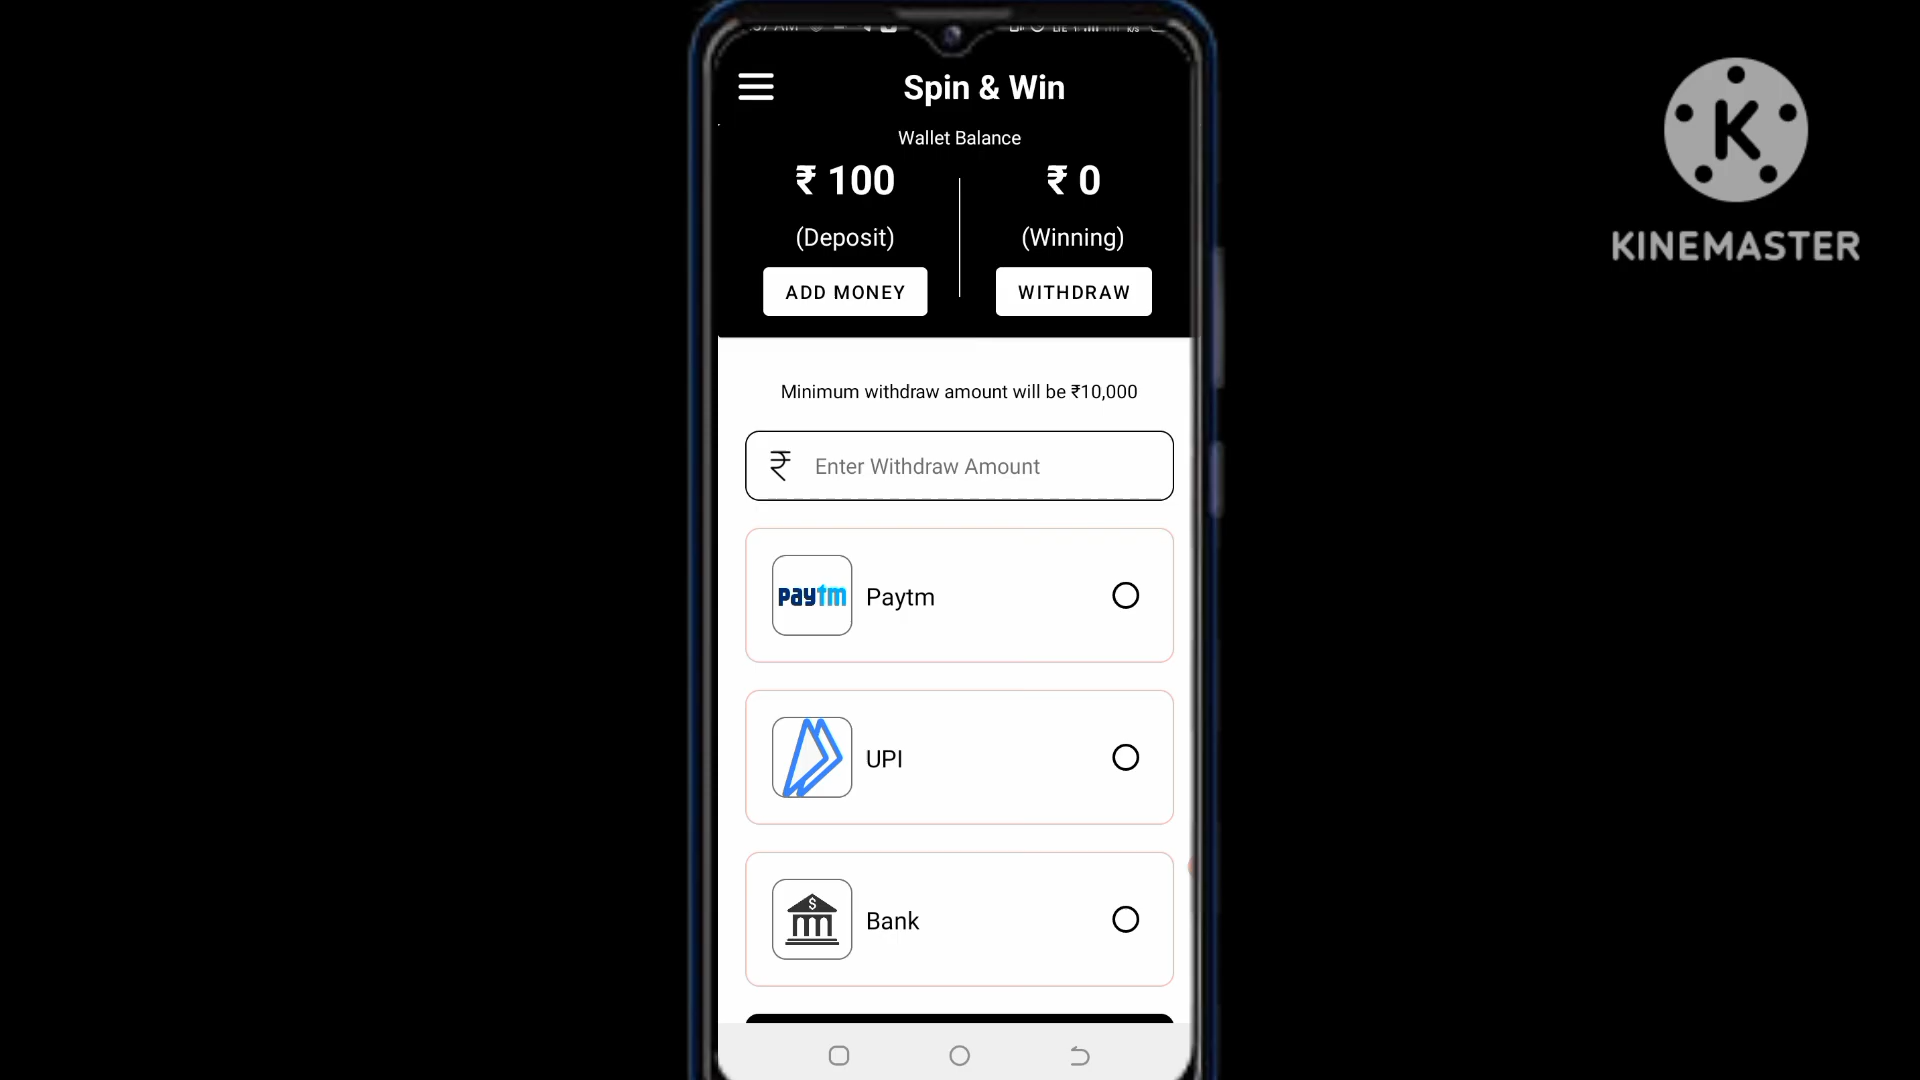 Spin & Win
Wallet Balance
₹ 100
₹ 0
(Deposit)
(Winning)
ADD MONEY
WITHDRAW
Minimum withdraw amount will be ₹10,000
₹ Enter Withdraw Amount
paytm Paytm
UPI
$
Bank
K
KINEMASTER